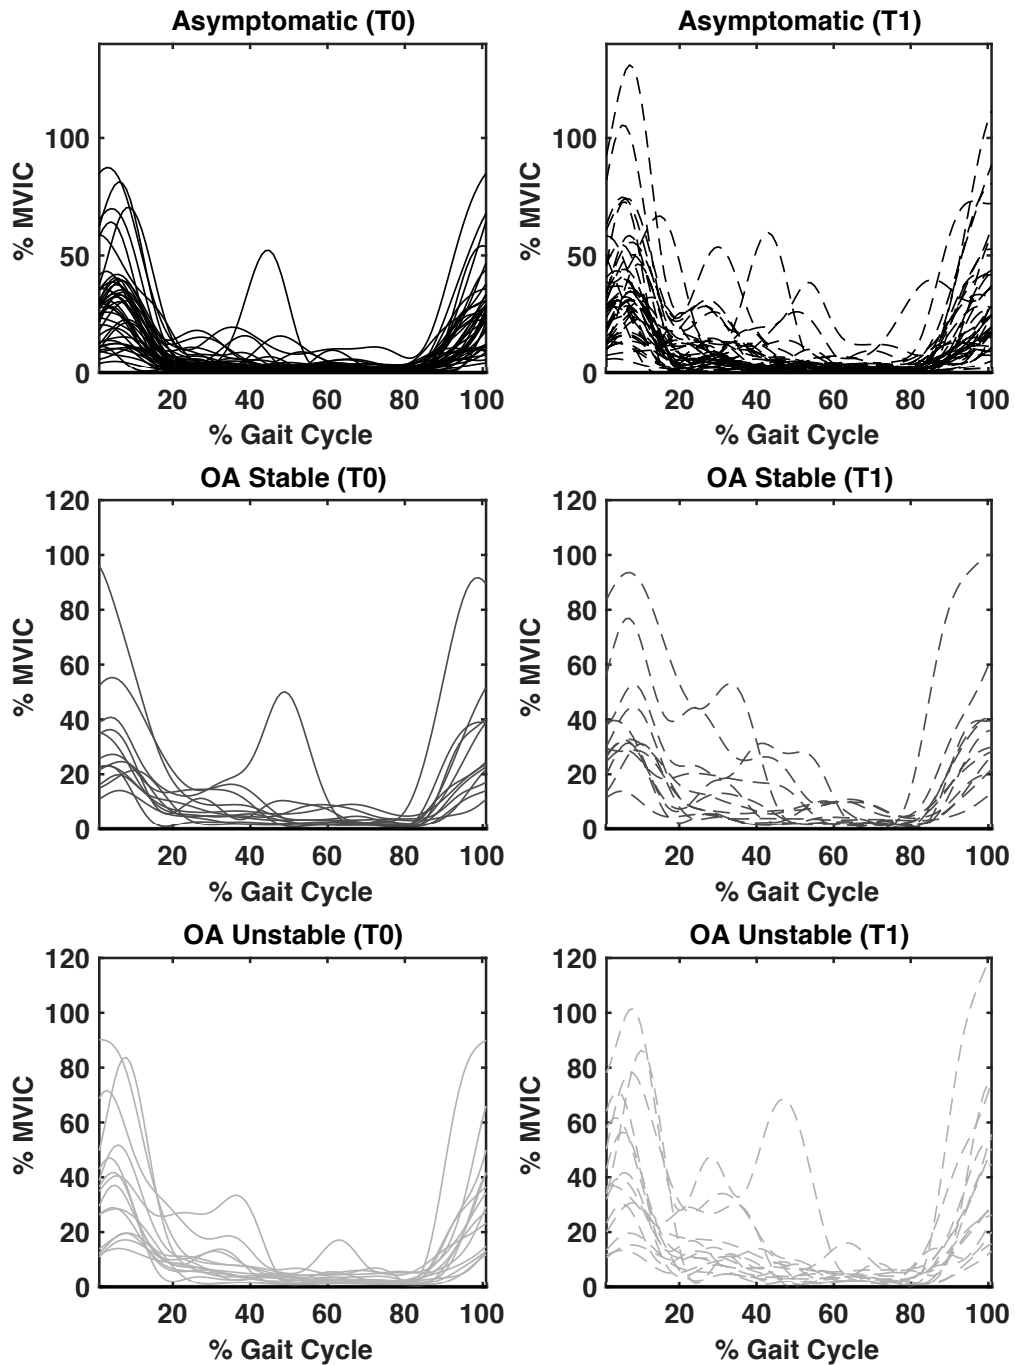 Asymptomatic (T0)
% MVIC
100
50
0
20 40 60 80 100
% Gait Cycle
Asymptomatic (T1)
% MVIC
100
50
0
20 40 60 80 100
% Gait Cycle
OA Stable (T0)
% MVIC
120
100
80
60
40
20
0
20 40 60 80 100
% Gait Cycle
OA Stable (T1)
% MVIC
120
100
80
60
40
20
0
20 40 60 80 100
% Gait Cycle
OA Unstable (T0)
% MVIC
120
100
80
60
40
20
0
20 40 60 80 100
% Gait Cycle
OA Unstable (T1)
% MVIC
120
100
80
60
40
20
0
20 40 60 80 100
% Gait Cycle